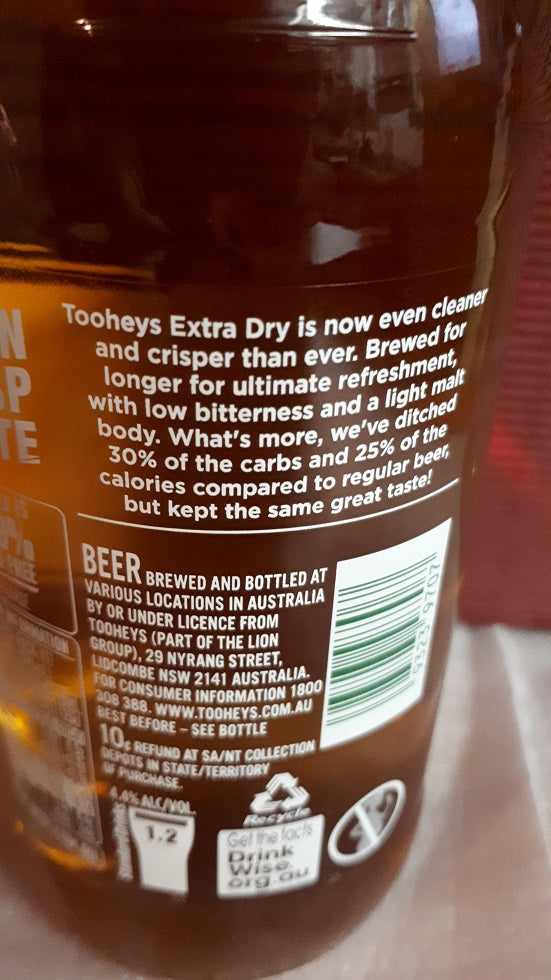 Tooheys Extra Dry is now even cleaner
and crisper than ever. Brewed for
longer for ultimate refreshment,
with low bitterness and a light malt
body. What's more, we've ditched
30% of the carbs and 25% of the
calories compared to regular beer,
but kept the same great taste!
BEER BREWED AND BOTTLED AT
VARIOUS LOCATIONS IN AUSTRALIA
BY OR UNDER LICENCE FROM
TOOHEYS (PART OF THE LION
GROUP), 29 NYRANG STREET,
LIDCOMBE NSW 2141 AUSTRALIA.
FOR CONSUMER INFORMATION 1800
308 388. WWW.TOOHEYS.COM.AU
BEST BEFORE – SEE BOTTLE
10¢ REFUND AT SA/NT COLLECTION
DEPOTS IN STATE/TERRITORY
OF PURCHASE.
4.4% ALC/VOL.
1.2
Recycle
Get the facts
Drink
Wise.
org.au
N
P
TE
FREE